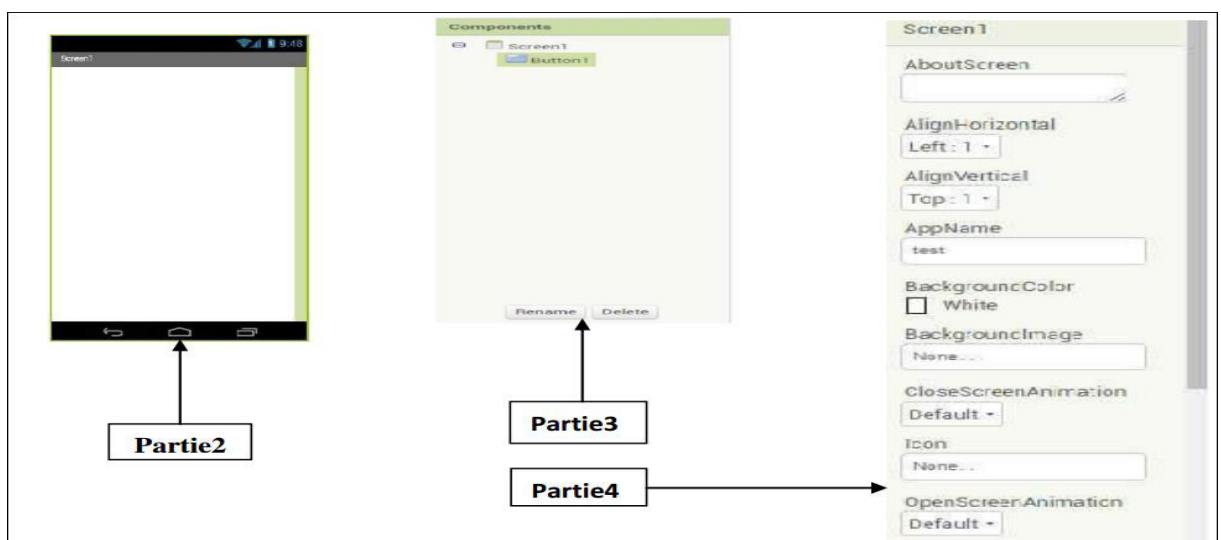 9:48
Screen1
Partie2
Components
Screen1
Button1
Rename Delete
Partie3
Partie4
Screen1
AboutScreen
AlignHorizontal
Left : 1
AlignVertical
Top : 1
AppName
test
BackgroundColor
White
BackgroundImage
None...
CloseScreenAnimation
Default
Icon
None...
OpenScreenAnimation
Default